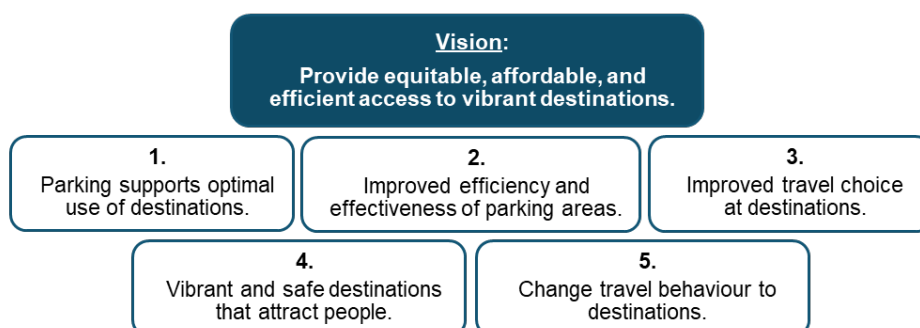 Vision:
Provide equitable, affordable, and
efficient access to vibrant destinations.
1.
Parking supports optimal
use of destinations.
2.
Improved efficiency and
effectiveness of parking areas.
3.
Improved travel choice
at destinations.
4.
Vibrant and safe destinations
that attract people.
5.
Change travel behaviour to
destinations.